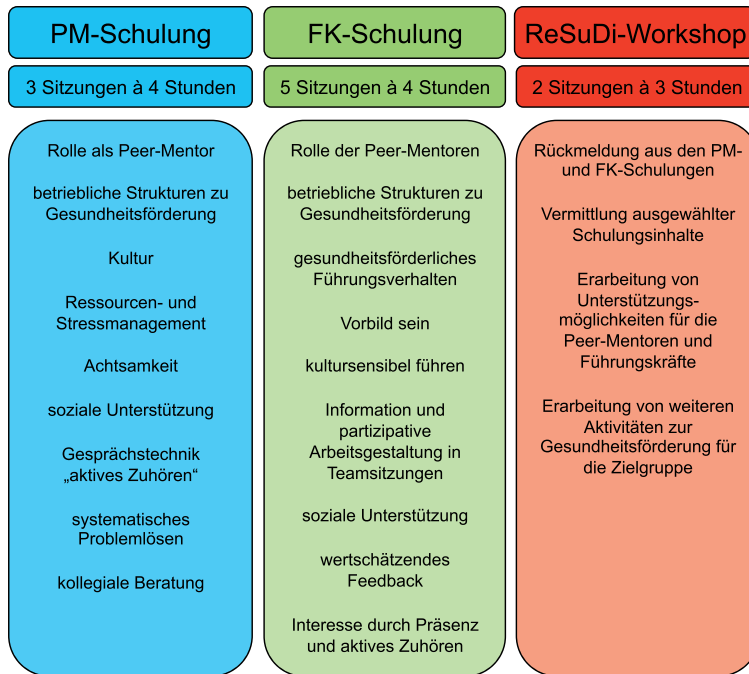 PM-Schulung
3 Sitzungen à 4 Stunden
Rolle als Peer-Mentor
betriebliche Strukturen zu
Gesundheitsförderung
Kultur
Ressourcen- und
Stressmanagement
Achtsamkeit
soziale Unterstützung
Gesprächstechnik
„aktives Zuhören“
systematisches
Problemlösen
kollegiale Beratung
FK-Schulung
5 Sitzungen à 4 Stunden
Rolle der Peer-Mentoren
betriebliche Strukturen zu
Gesundheitsförderung
gesundheitsförderliches
Führungsverhalten
Vorbild sein
kultursensibel führen
Information und
partizipative
Arbeitsgestaltung in
Teamsitzungen
soziale Unterstützung
wertschätzendes
Feedback
Interesse durch Präsenz
und aktives Zuhören
ReSuDi-Workshop
2 Sitzungen à 3 Stunden
Rückmeldung aus den PM-
und FK-Schulungen
Vermittlung ausgewählter
Schulungsinhalte
Erarbeitung von
Unterstützungs-
möglichkeiten für die
Peer-Mentoren und
Führungskräfte
Erarbeitung von weiteren
Aktivitäten zur
Gesundheitsförderung für
die Zielgruppe